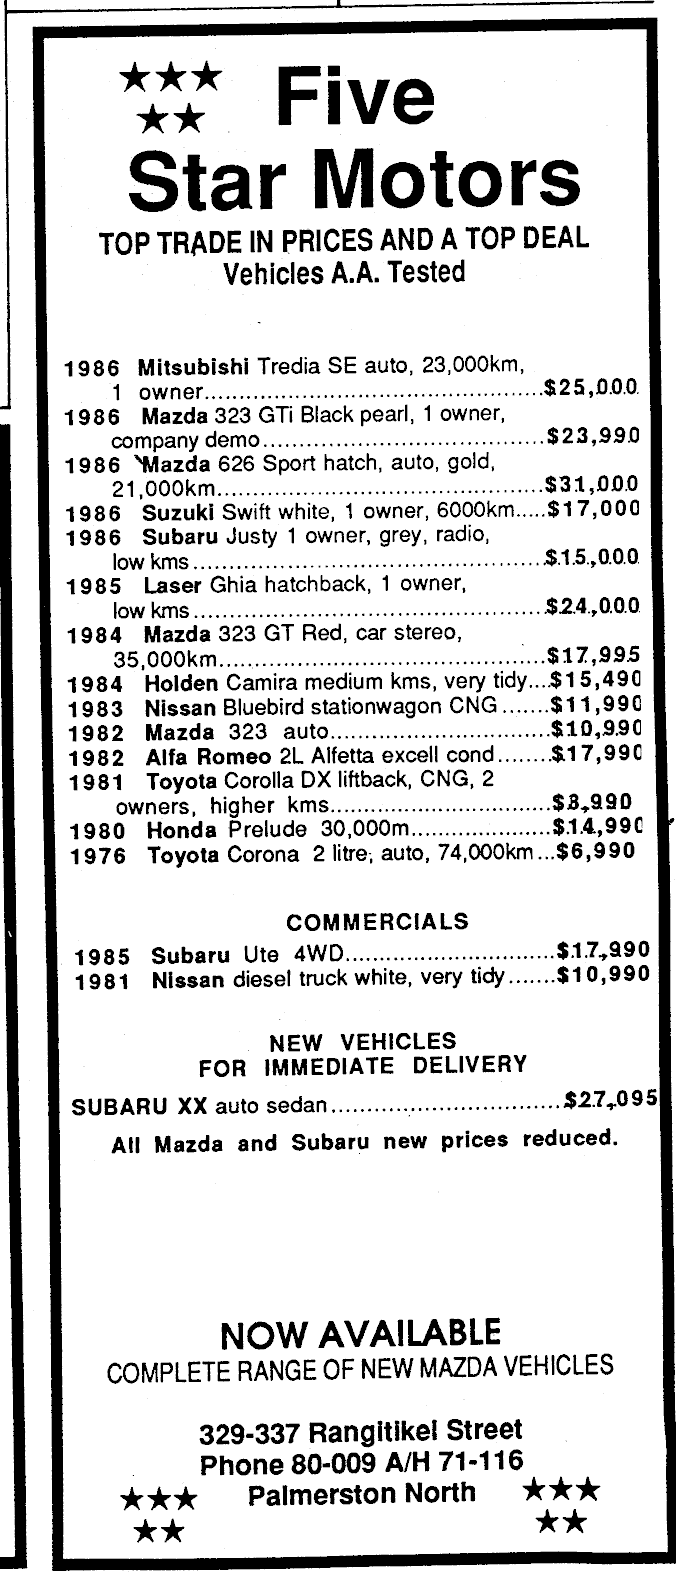 ★★★ Five
★★
Star Motors
TOP TRADE IN PRICES AND A TOP DEAL
Vehicles A.A. Tested
1986 Mitsubishi Tredia SE auto, 23,000km,
1 owner...............................................$25,000
1986 Mazda 323 GTi Black pearl, 1 owner,
company demo.......................................$23,990
1986 Mazda 626 Sport hatch, auto, gold,
21,000km.............................................$31,000
1986 Suzuki Swift white, 1 owner, 6000km.....$17,000
1986 Subaru Justy 1 owner, grey, radio,
low kms.................................................$15,000
1985 Laser Ghia hatchback, 1 owner,
low kms.................................................$24,000
1984 Mazda 323 GT Red, car stereo,
35,000km.............................................$17,995
1984 Holden Camira medium kms, very tidy...$15,490
1983 Nissan Bluebird stationwagon CNG.......$11,990
1982 Mazda 323 auto...............................$10,990
1982 Alfa Romeo 2L Alfetta excell cond........$17,990
1981 Toyota Corolla DX liftback, CNG, 2
owners, higher kms...............................$8,990
1980 Honda Prelude 30,000m....................$14,990
1976 Toyota Corona 2 litre, auto, 74,000km...$6,990
COMMERCIALS
1985 Subaru Ute 4WD.............................$17,990
1981 Nissan diesel truck white, very tidy.......$10,990
NEW VEHICLES
FOR IMMEDIATE DELIVERY
SUBARU XX auto sedan................................$27,095
All Mazda and Subaru new prices reduced.
NOW AVAILABLE
COMPLETE RANGE OF NEW MAZDA VEHICLES
329-337 Rangitikei Street
Phone 80-009 A/H 71-116
★★★ Palmerston North ★★★
★★ ★★